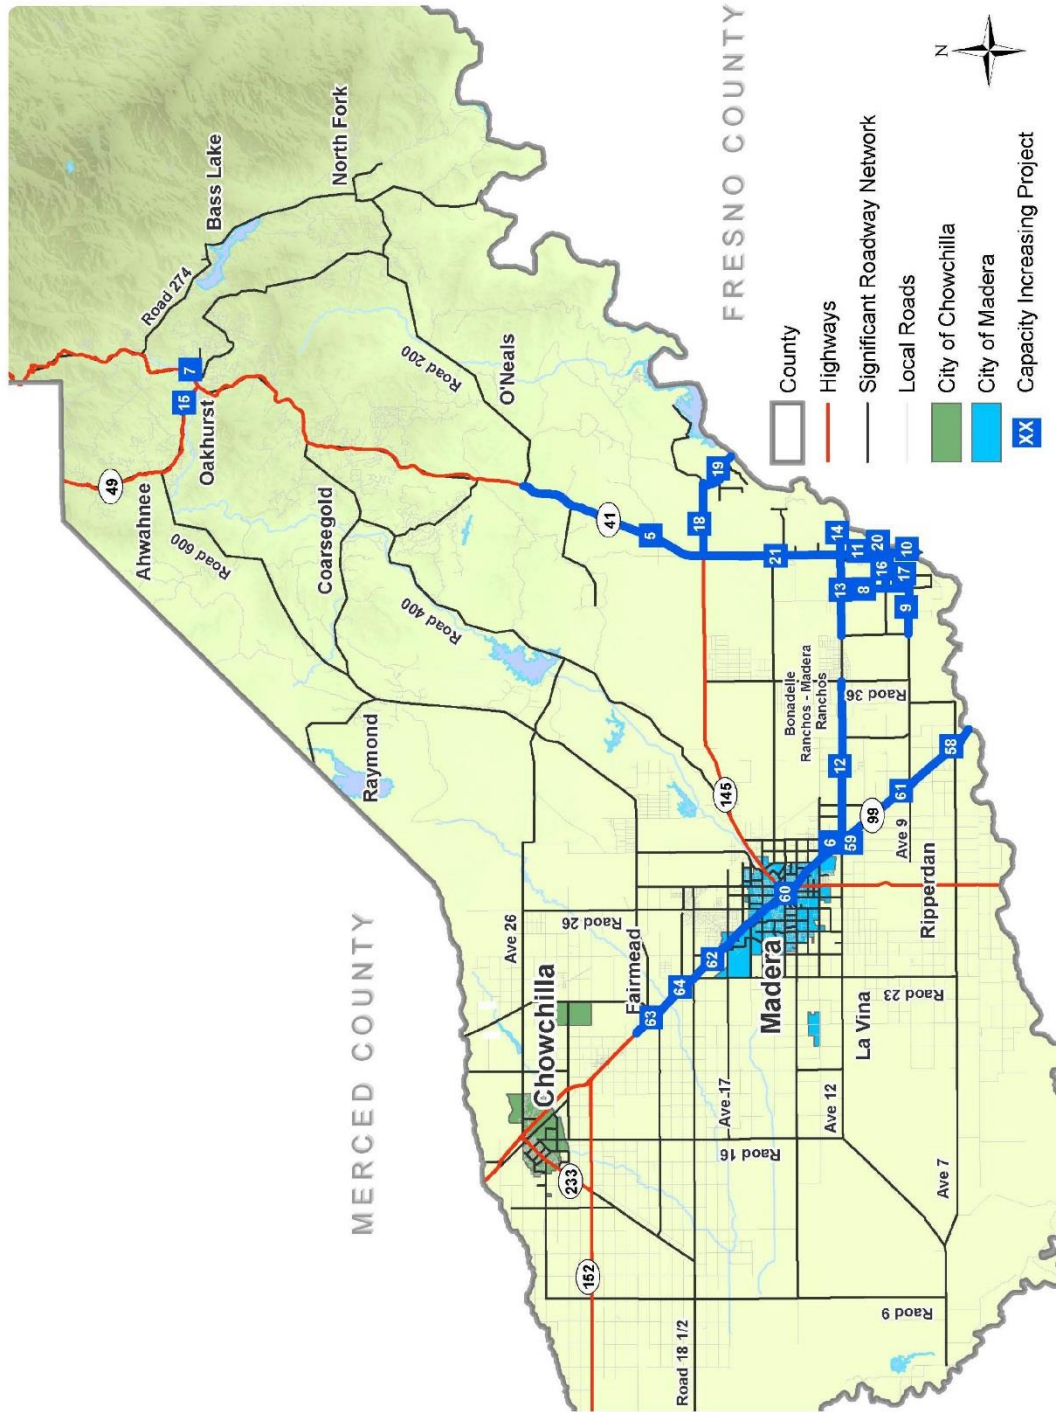 MERCED COUNTY
FRESNO COUNTY
49
Ahwahnee
Road 274
Bass Lake
15
7
Oakhurst
Road 600
North Fork
Coarsegold
Raymond
Road 400
Road 200
O'Neals
Ave 26
Chowchilla
233
152
Raod 26
Fairmead
41
5
63
64
62
18
19
145
Road 18 1/2
Ave 17
Raod 16
Madera
60
21
Bonadelle
Ranchos - Madera
Ranchos
6
59
12
13
14
11
8
20
16
17
10
9
Ave 12
La Vina
99
Raod 36
61
Ave 9
Raod 23
Raod 9
Ripperdan
Ave 7
58
N
County
Highways
Significant Roadway Network
Local Roads
City of Chowchilla
City of Madera
XX Capacity Increasing Project